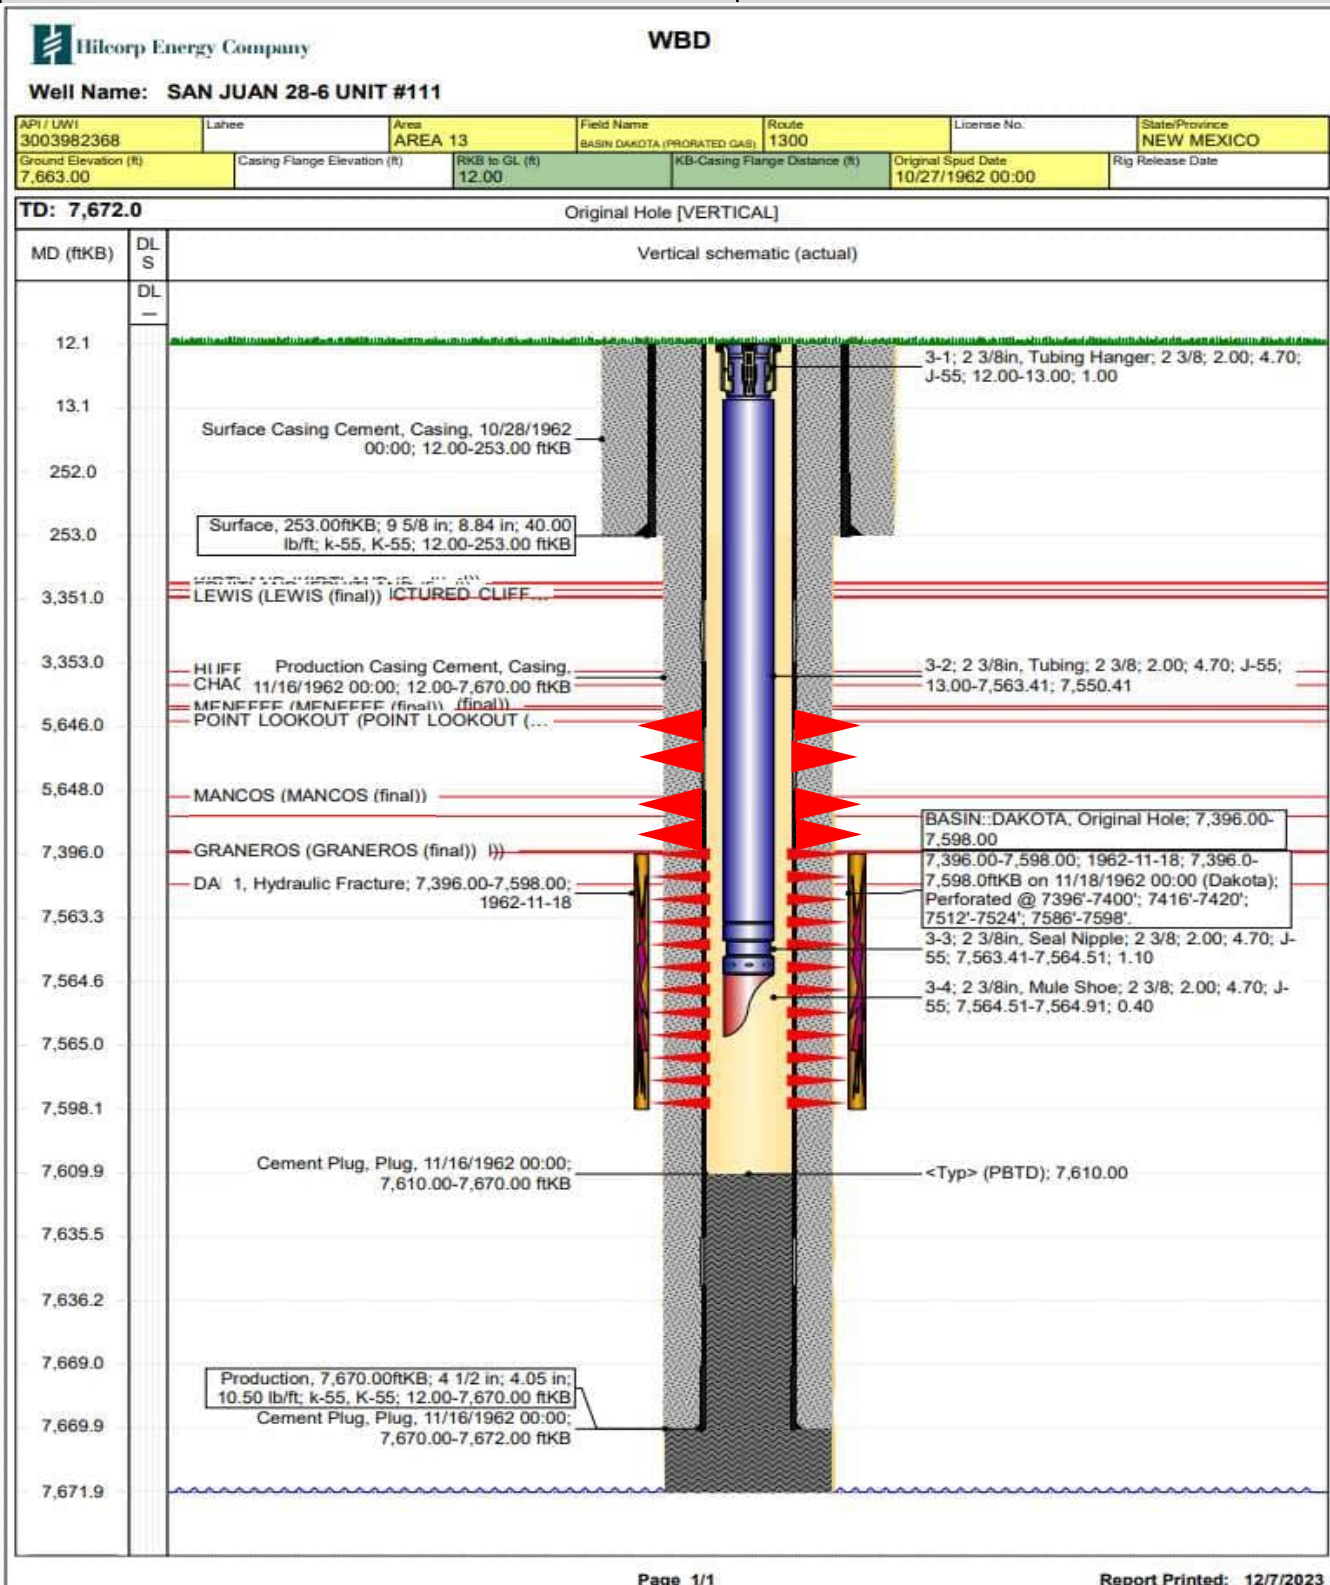 Hilcorp Energy Company
WBD
Well Name: SAN JUAN 28-6 UNIT #111
API / UWI
3003982368
Lahee
Area
AREA 13
Field Name
BASIN DAKOTA (PRORATED GAS)
Route
1300
License No.
State/Province
NEW MEXICO
Ground Elevation (ft)
7,663.00
Casing Flange Elevation (ft)
RKB to GL (ft)
12.00
KB-Casing Flange Distance (ft)
Original Spud Date
10/27/1962 00:00
Rig Release Date
TD: 7,672.0
Original Hole [VERTICAL]
MD (ftKB)
DL
S
Vertical schematic (actual)
DL
—
12.1
3-1; 2 3/8in, Tubing Hanger; 2 3/8; 2.00; 4.70;
J-55; 12.00-13.00; 1.00
13.1
Surface Casing Cement, Casing, 10/28/1962
00:00; 12.00-253.00 ftKB
252.0
Surface, 253.00ftKB; 9 5/8 in; 8.84 in; 40.00
lb/ft; k-55, K-55; 12.00-253.00 ftKB
253.0
3,351.0
LEWIS (LEWIS (final)) ICTURED CLIFF...
3,353.0
HUEF
CHAC
Production Casing Cement, Casing,
11/16/1962 00:00; 12.00-7,670.00 ftKB
3-2; 2 3/8in, Tubing; 2 3/8; 2.00; 4.70; J-55;
13.00-7,563.41; 7,550.41
MENEFEE (MENEFEE (final)) (final))
POINT LOOKOUT (POINT LOOKOUT (...
5,646.0
5,648.0
MANCOS (MANCOS (final))
7,396.0
GRANEROS (GRANEROS (final)) l))
BASIN::DAKOTA, Original Hole; 7,396.00-
7,598.00
7,396.00-7,598.00; 1962-11-18; 7,396.0-
7,598.0ftKB on 11/18/1962 00:00 (Dakota);
Perforated @ 7396'-7400'; 7416'-7420';
7512'-7524'; 7586'-7598'.
DA 1, Hydraulic Fracture; 7,396.00-7,598.00;
1962-11-18
7,563.3
3-3; 2 3/8in, Seal Nipple; 2 3/8; 2.00; 4.70; J-
55; 7,563.41-7,564.51; 1.10
7,564.6
3-4; 2 3/8in, Mule Shoe; 2 3/8; 2.00; 4.70; J-
55; 7,564.51-7,564.91; 0.40
7,565.0
7,598.1
Cement Plug, Plug, 11/16/1962 00:00;
7,610.00-7,670.00 ftKB
7,609.9
<Typ> (PBTD); 7,610.00
7,635.5
7,636.2
7,669.0
Production, 7,670.00ftKB; 4 1/2 in; 4.05 in;
10.50 lb/ft; k-55, K-55; 12.00-7,670.00 ftKB
7,669.9
Cement Plug, Plug, 11/16/1962 00:00;
7,670.00-7,672.00 ftKB
7,671.9
Page 1/1
Report Printed: 12/7/2023